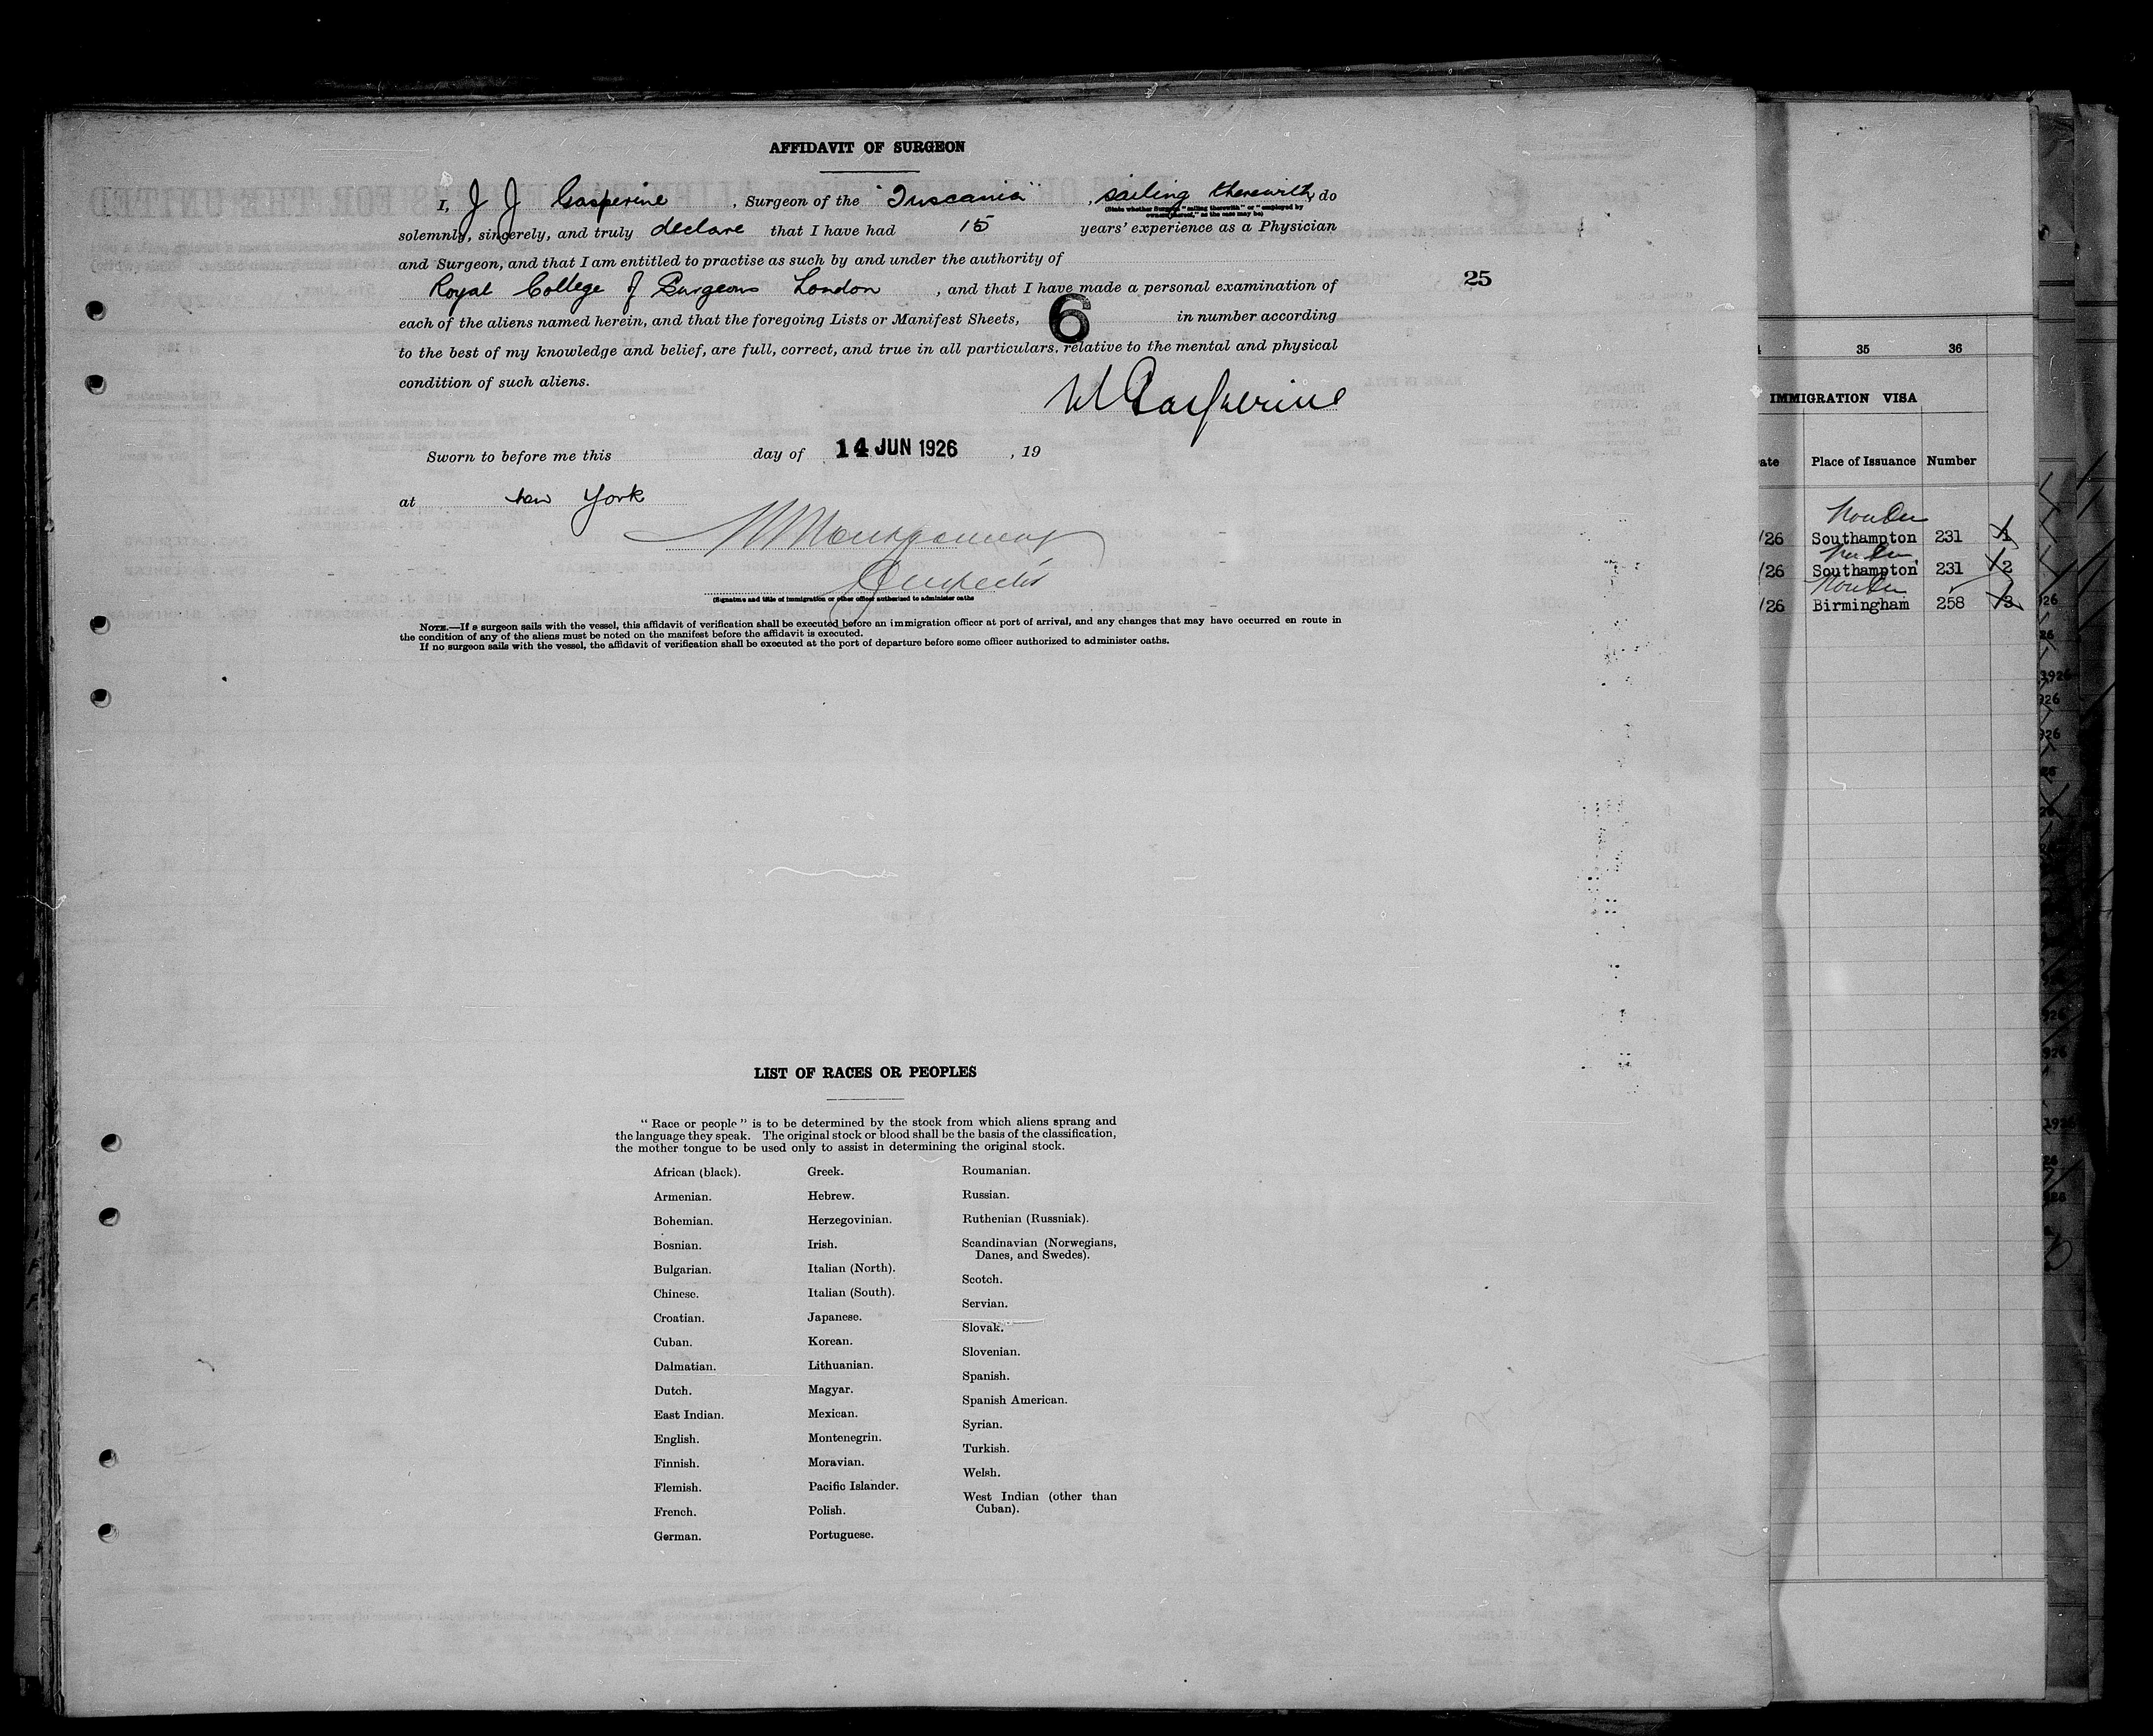 AFFIDAVIT OF SURGEON
I, J J Gasperine, Surgeon of the "Tuscania", sailing therewith, do
(State whether Surgeon "sailing therewith" or "employed by
owners thereof," as the case may be)
solemnly, sincerely, and truly declare that I have had 15 years' experience as a Physician
and Surgeon, and that I am entitled to practise as such by and under the authority of
Royal College of Surgeons London, and that I have made a personal examination of
25
each of the aliens named herein, and that the foregoing Lists or Manifest Sheets, 6 in number according
to the best of my knowledge and belief, are full, correct, and true in all particulars, relative to the mental and physical
condition of such aliens.
Gasperine
Sworn to before me this day of 14 JUN 1926, 19
at New York
Montgomery
Inspector
(Signature and title of immigration or other officer authorized to administer oaths
NOTE.—If a surgeon sails with the vessel, this affidavit of verification shall be executed before an immigration officer at port of arrival, and any changes that may have occurred en route in
the condition of any of the aliens must be noted on the manifest before the affidavit is executed.
If no surgeon sails with the vessel, the affidavit of verification shall be executed at the port of departure before some officer authorized to administer oaths.
LIST OF RACES OR PEOPLES
"Race or people" is to be determined by the stock from which aliens sprang and
the language they speak. The original stock or blood shall be the basis of the classification,
the mother tongue to be used only to assist in determining the original stock.
African (black).
Armenian.
Bohemian.
Bosnian.
Bulgarian.
Chinese.
Croatian.
Cuban.
Dalmatian.
Dutch.
East Indian.
English.
Finnish.
Flemish.
French.
German.
Greek.
Hebrew.
Herzegovinian.
Irish.
Italian (North).
Italian (South).
Japanese.
Korean.
Lithuanian.
Magyar.
Mexican.
Montenegrin.
Moravian.
Pacific Islander.
Polish.
Portuguese.
Roumanian.
Russian.
Ruthenian (Russniak).
Scandinavian (Norwegians,
Danes, and Swedes).
Scotch.
Servian.
Slovak.
Slovenian.
Spanish.
Spanish American.
Syrian.
Turkish.
Welsh.
West Indian (other than
Cuban).
35 36
IMMIGRATION VISA
Place of Issuance Number
/26 Southampton 231 1
/26 Southampton 231 2
/26 Birmingham 258 3